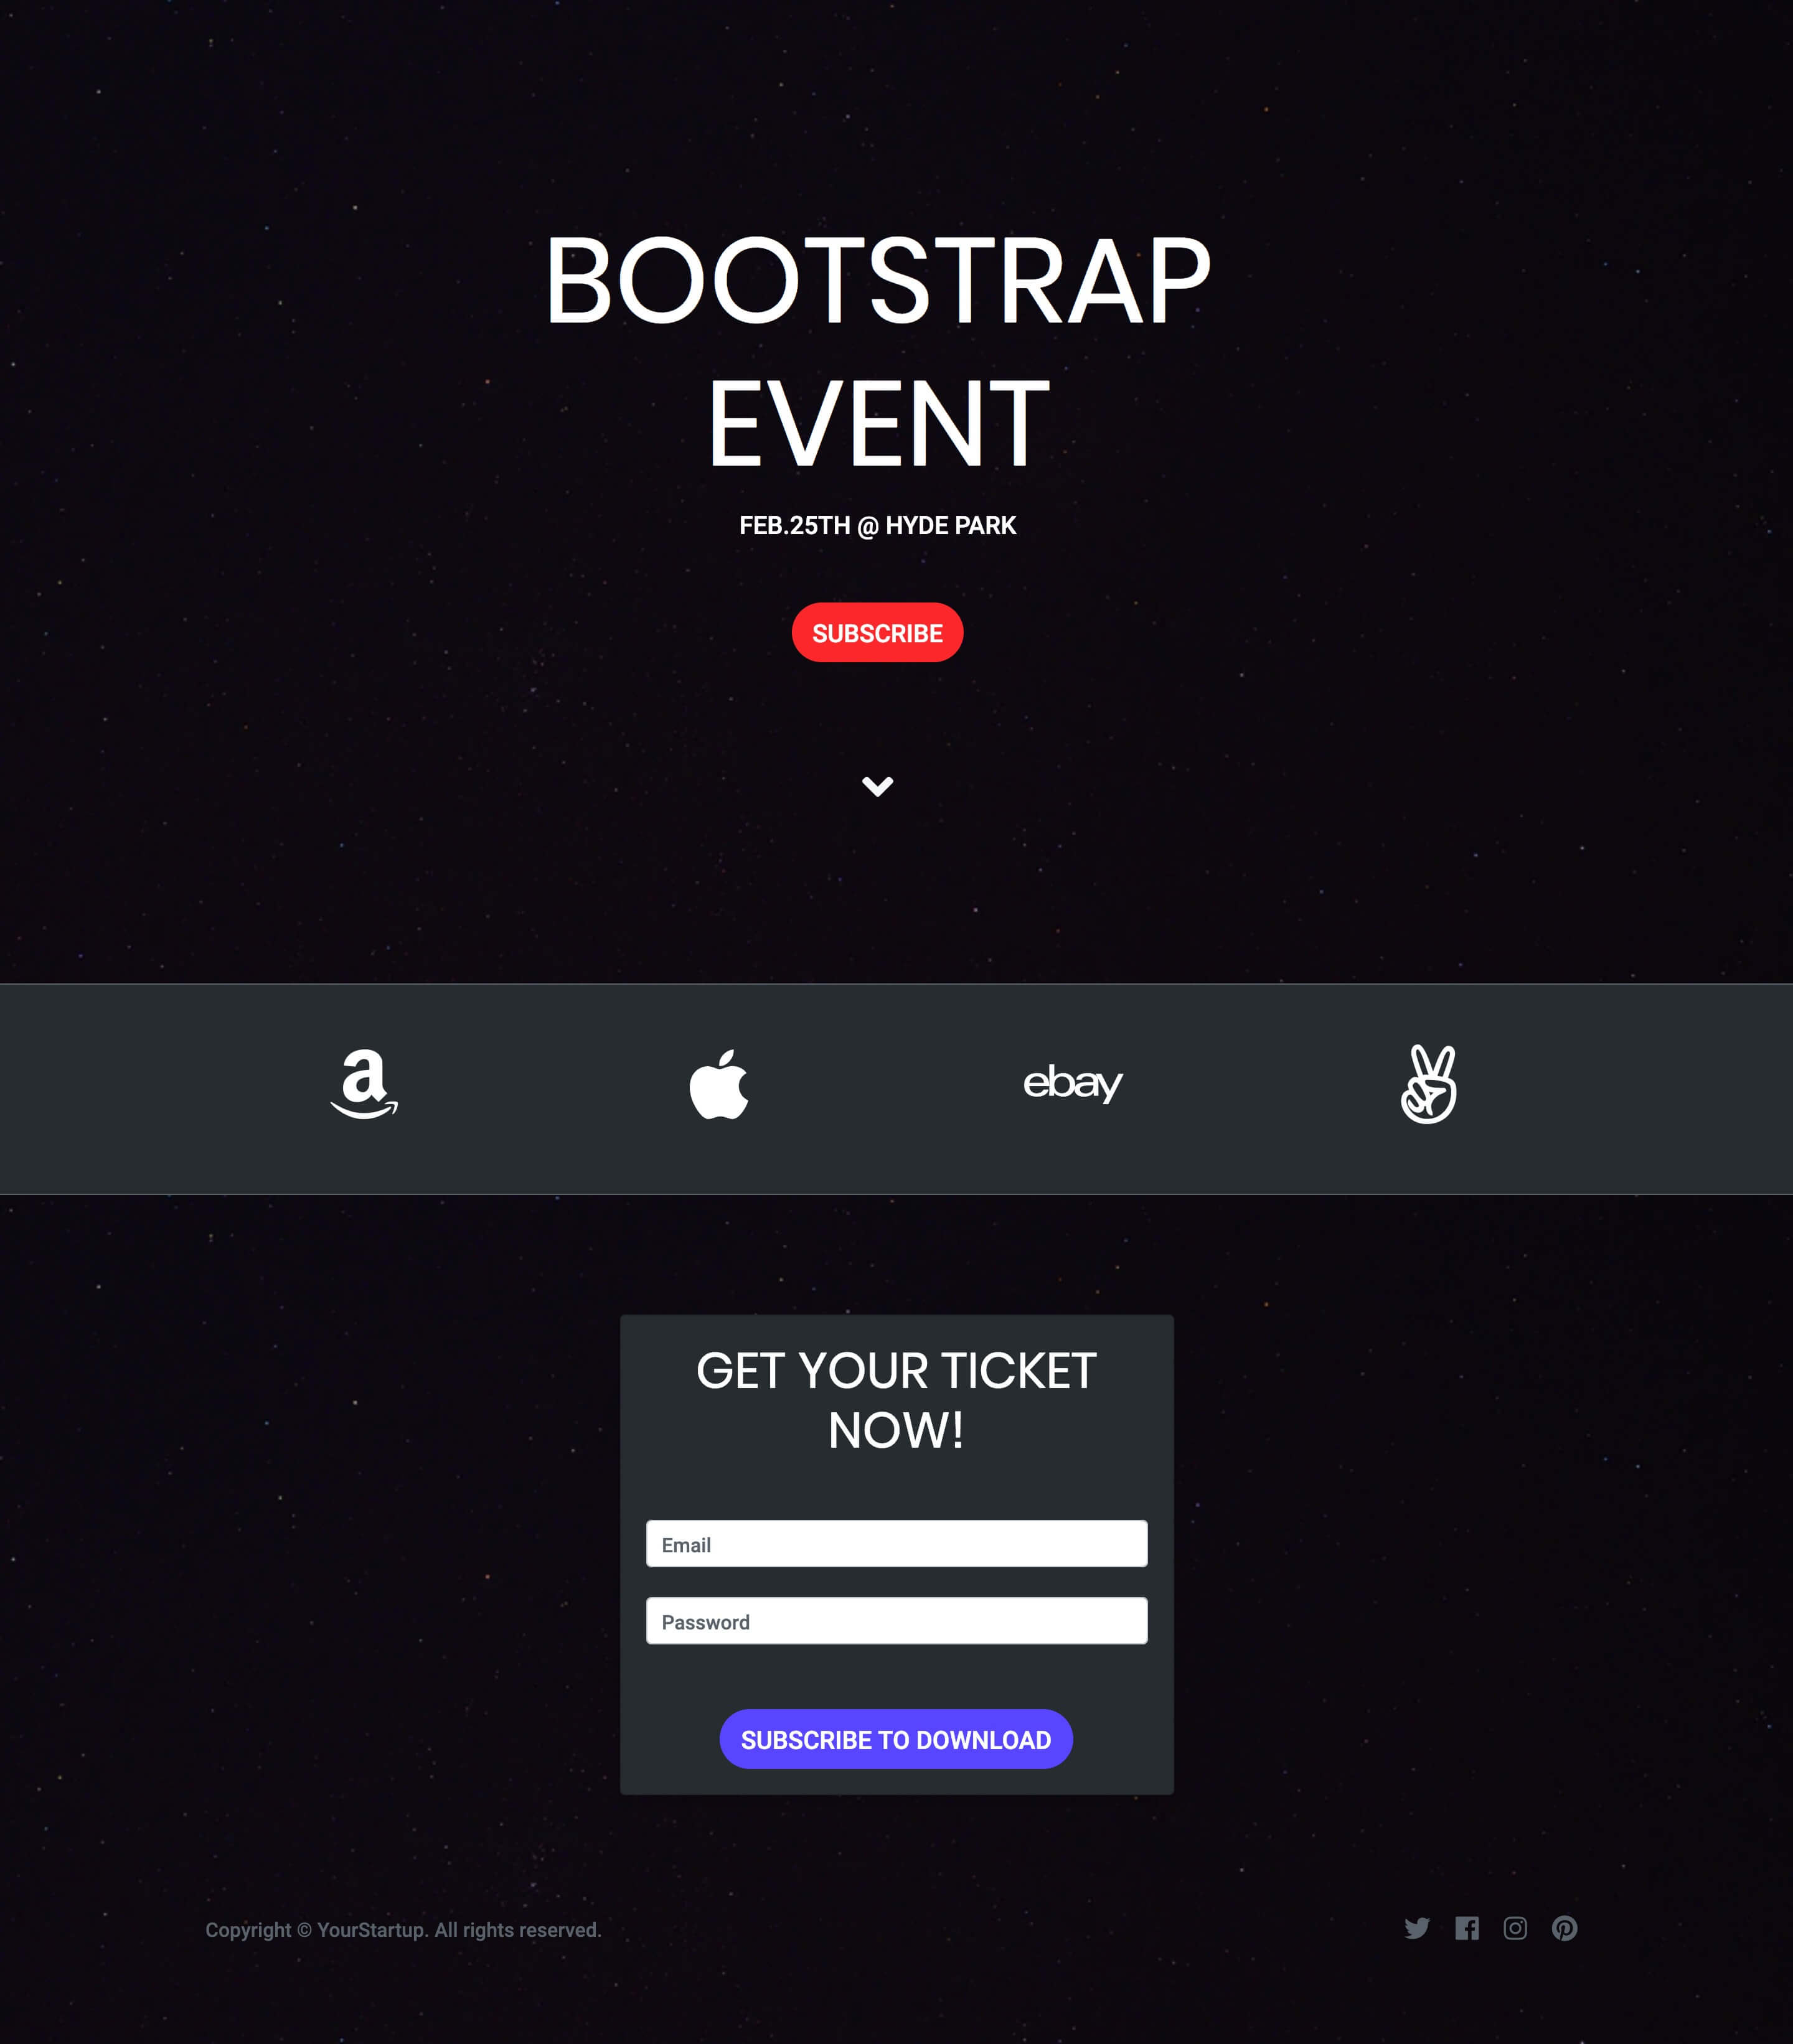 BOOTSTRAP
EVENT
FEB.25TH @ HYDE PARK
SUBSCRIBE
a
ebay
GET YOUR TICKET
NOW!
Email
Password
SUBSCRIBE TO DOWNLOAD
Copyright © YourStartup. All rights reserved.